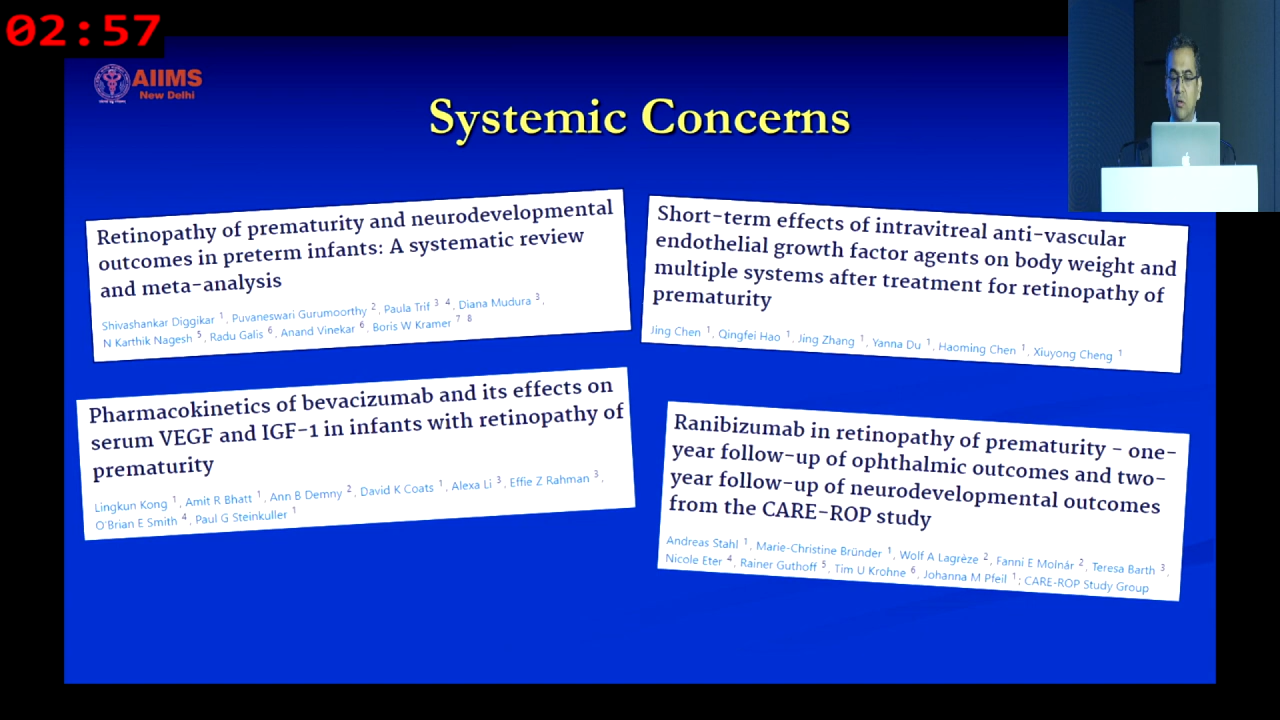 02:57
AIIMS
New Delhi
Systemic Concerns
Retinopathy of prematurity and neurodevelopmental
outcomes in preterm infants: A systematic review
and meta-analysis
Shivashankar Diggikar 1, Puvaneswari Gurumoorthy 2, Paula Trif 3 4, Diana Mudura 3,
N Karthik Nagesh 5, Radu Galis 6, Anand Vinekar 6, Boris W Kramer 7 8
Short-term effects of intravitreal anti-vascular
endothelial growth factor agents on body weight and
multiple systems after treatment for retinopathy of
prematurity
Jing Chen 1, Qingfei Hao 1, Jing Zhang 1, Yanna Du 1, Haoming Chen 1, Xiuyong Cheng 1
Pharmacokinetics of bevacizumab and its effects on
serum VEGF and IGF-1 in infants with retinopathy of
prematurity
Lingkun Kong 1, Amit R Bhatt 1, Ann B Demny 2, David K Coats 1, Alexa Li 3, Effie Z Rahman 3,
O'Brian E Smith 4, Paul G Steinkuller 1
Ranibizumab in retinopathy of prematurity - one-
year follow-up of ophthalmic outcomes and two-
year follow-up of neurodevelopmental outcomes
from the CARE-ROP study
Andreas Stahl 1, Marie-Christine Bründer 1, Wolf A Lagrèze 2, Fanni E Molnár 2, Teresa Barth 3,
Nicole Eter 4, Rainer Guthoff 5, Tim U Krohne 6, Johanna M Pfeil 1; CARE-ROP Study Group